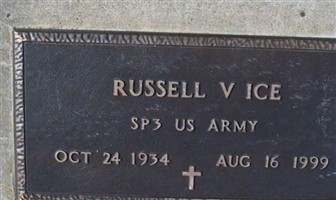 RUSSELL V ICE
SP3 US ARMY
OCT 24 1934 AUG 16 1999